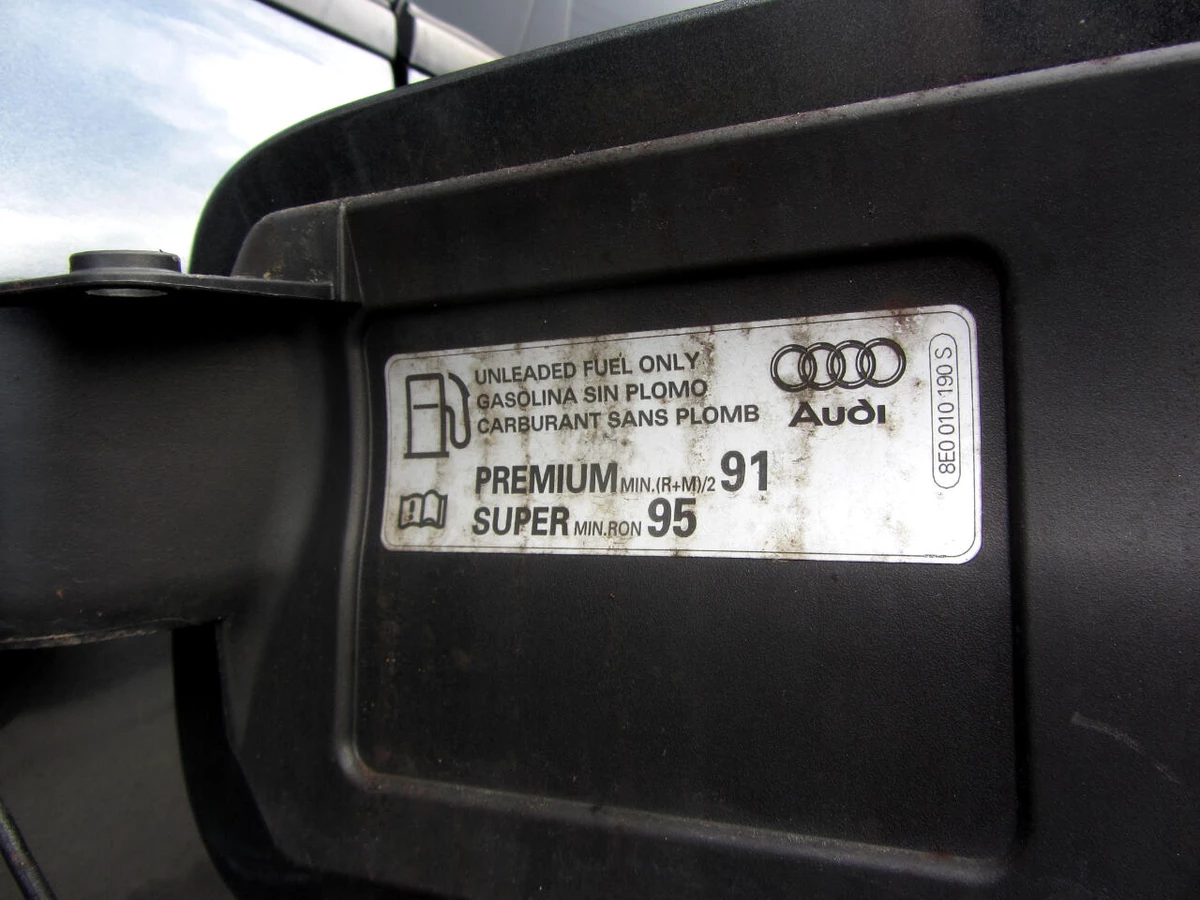 UNLEADED FUEL ONLY
GASOLINA SIN PLOMO
CARBURANT SANS PLOMB
PREMIUM MIN.(R+M)/2 91
SUPER MIN.RON 95
Audi
8E0 010 190 S